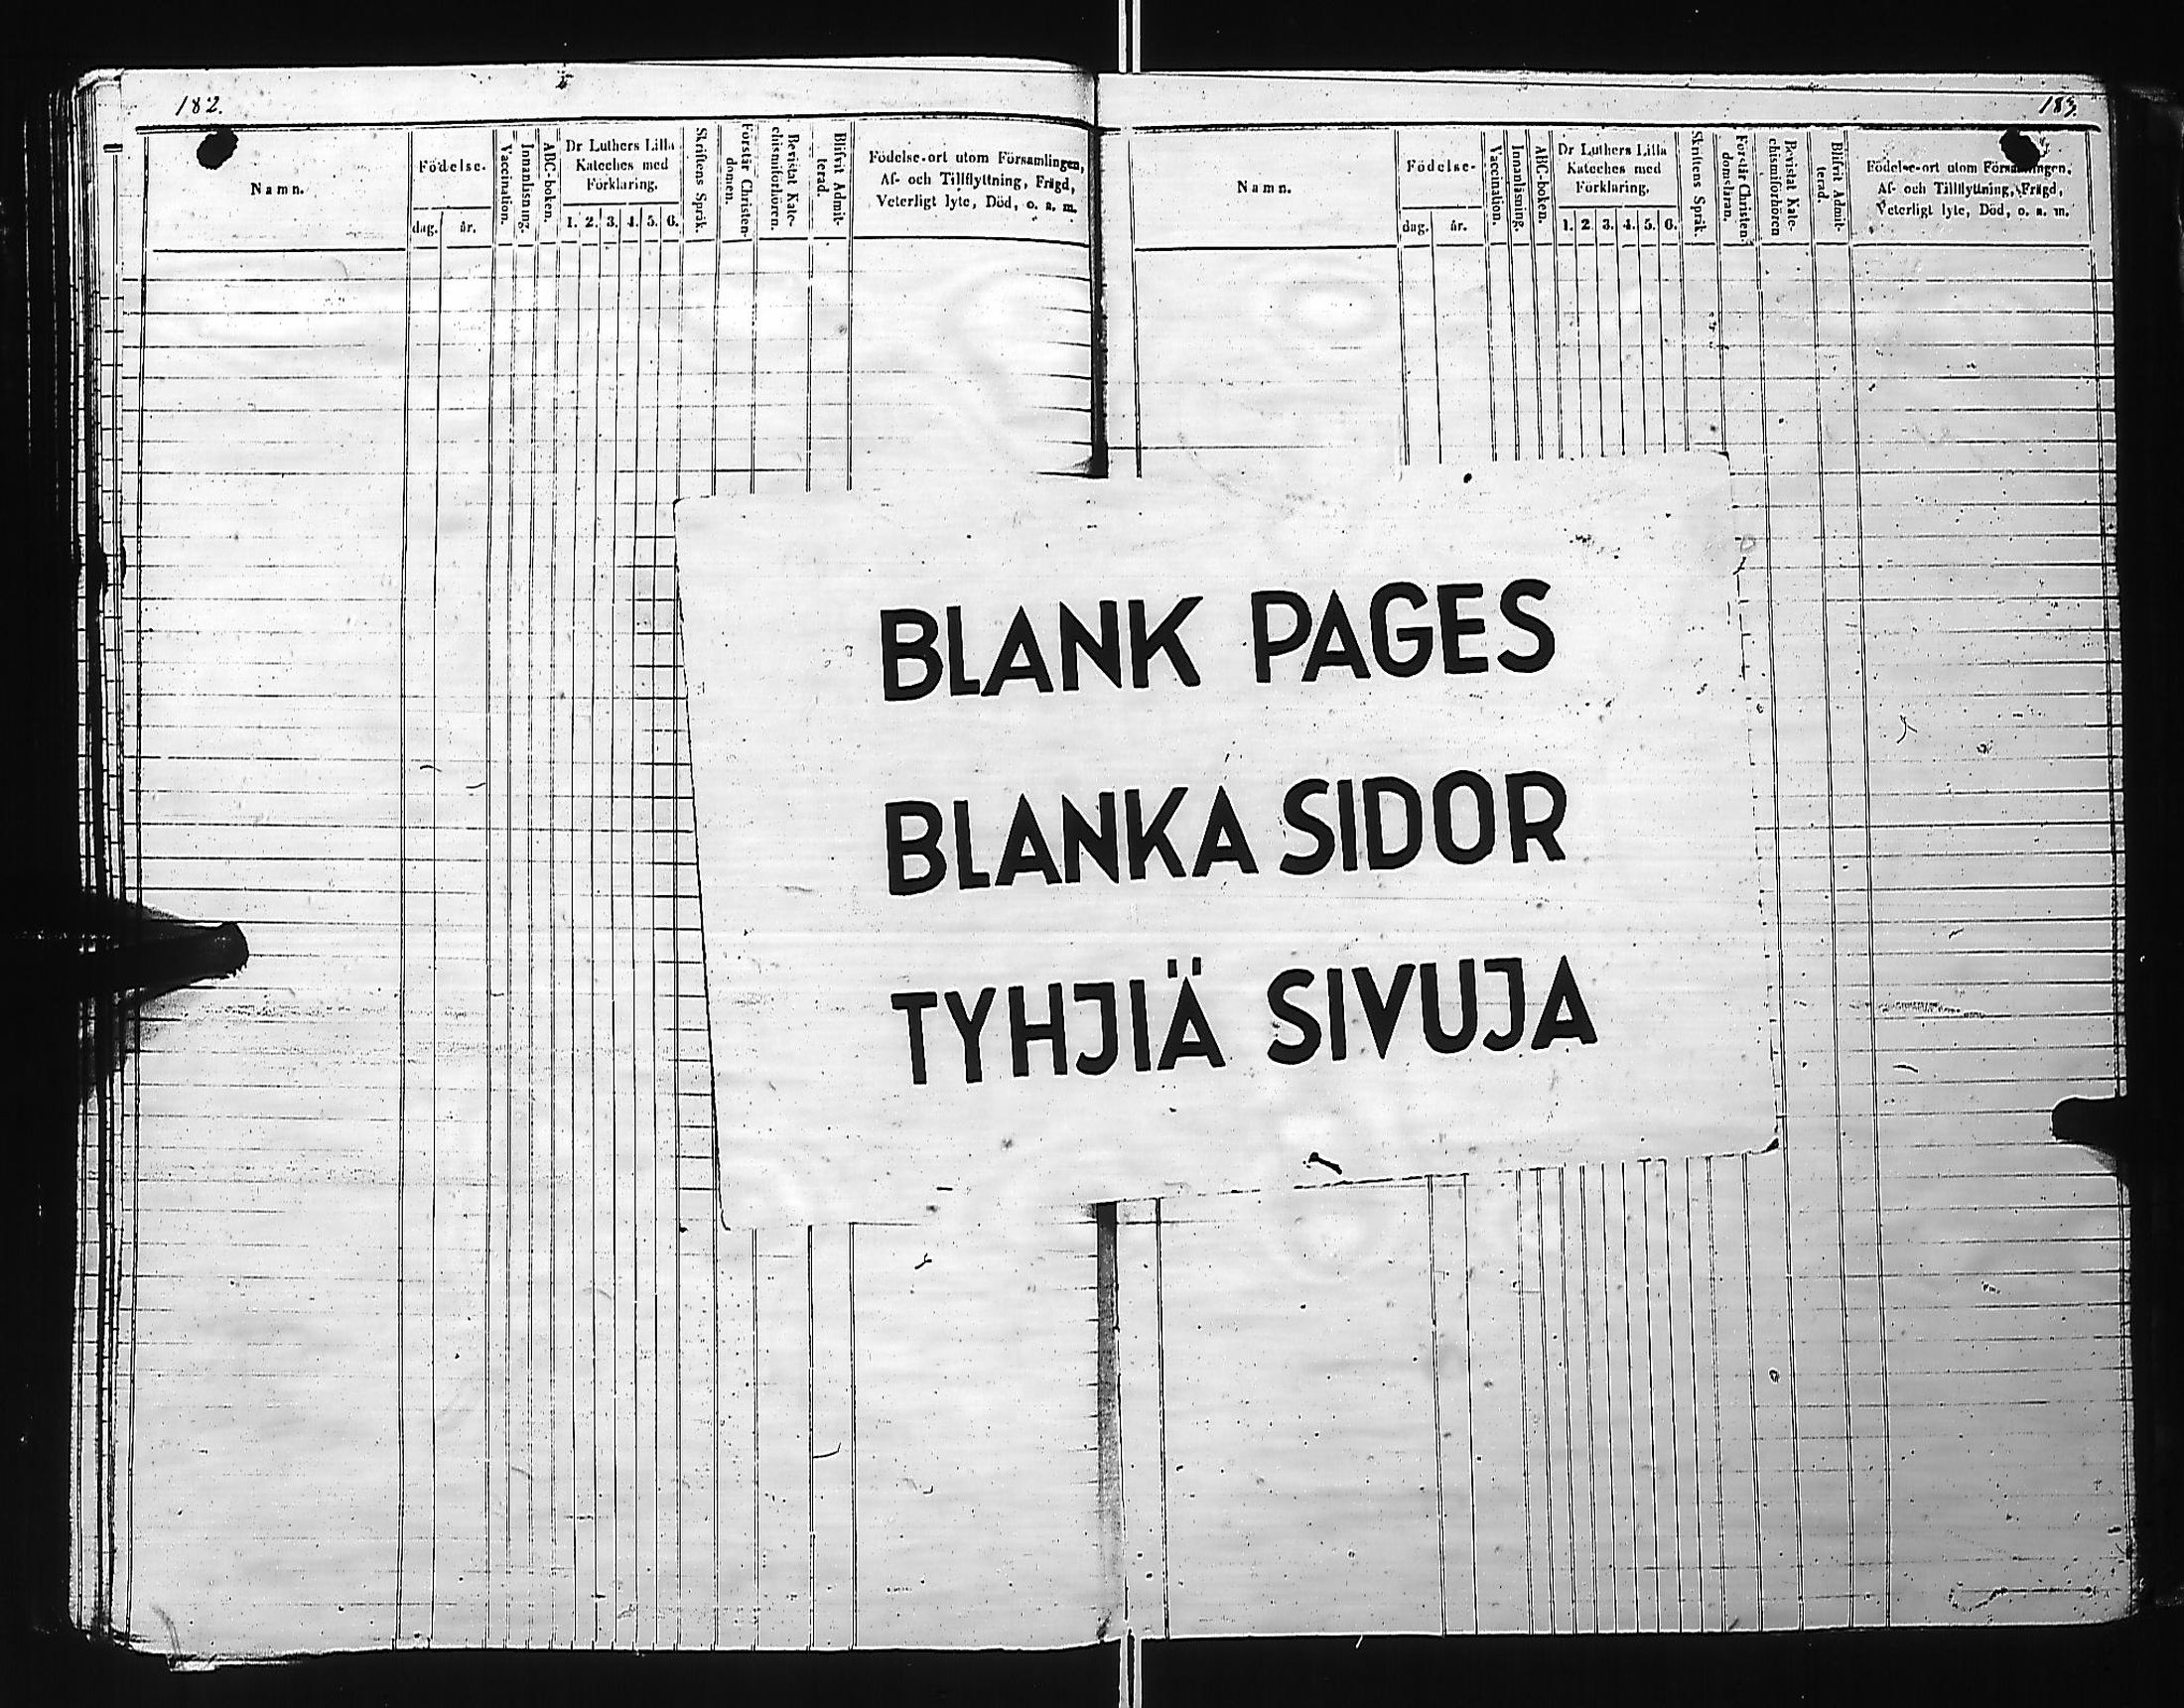 182.
Namn.
Födelse-
dag.
år.
Vaccination.
Innanläsning.
ABC-boken.
Dr Luthers Lilla
Kateches med
Förklaring.
1. 2. 3. 4. 5. 6.
Skriftens Språk.
Förstår Christen-
domen.
Bevistat Kate-
chismiförhören.
Blifvit Admit-
terad.
Födelse-ort utom Församlingen,
Af- och Tillflyttning, Frägd,
Veterligt lyte, Död, o. s. m.
183.
Namn.
Födelse-
dag.
år.
Vaccination.
Innanläsning.
ABC-boken.
Dr Luthers Lilla
Kateches med
Förklaring.
1. 2. 3. 4. 5. 6.
Skriftens Språk.
Förstår Christen-
domsläran.
Bevistat Kate-
chismiförhören
Blifvit Admit-
terad.
Födelse-ort utom Församlingen,
Af- och Tillflyttning, Frägd,
Veterligt lyte, Död, o. s. m.
BLANK PAGES
BLANKA SIDOR
TYHJIÄ SIVUJA